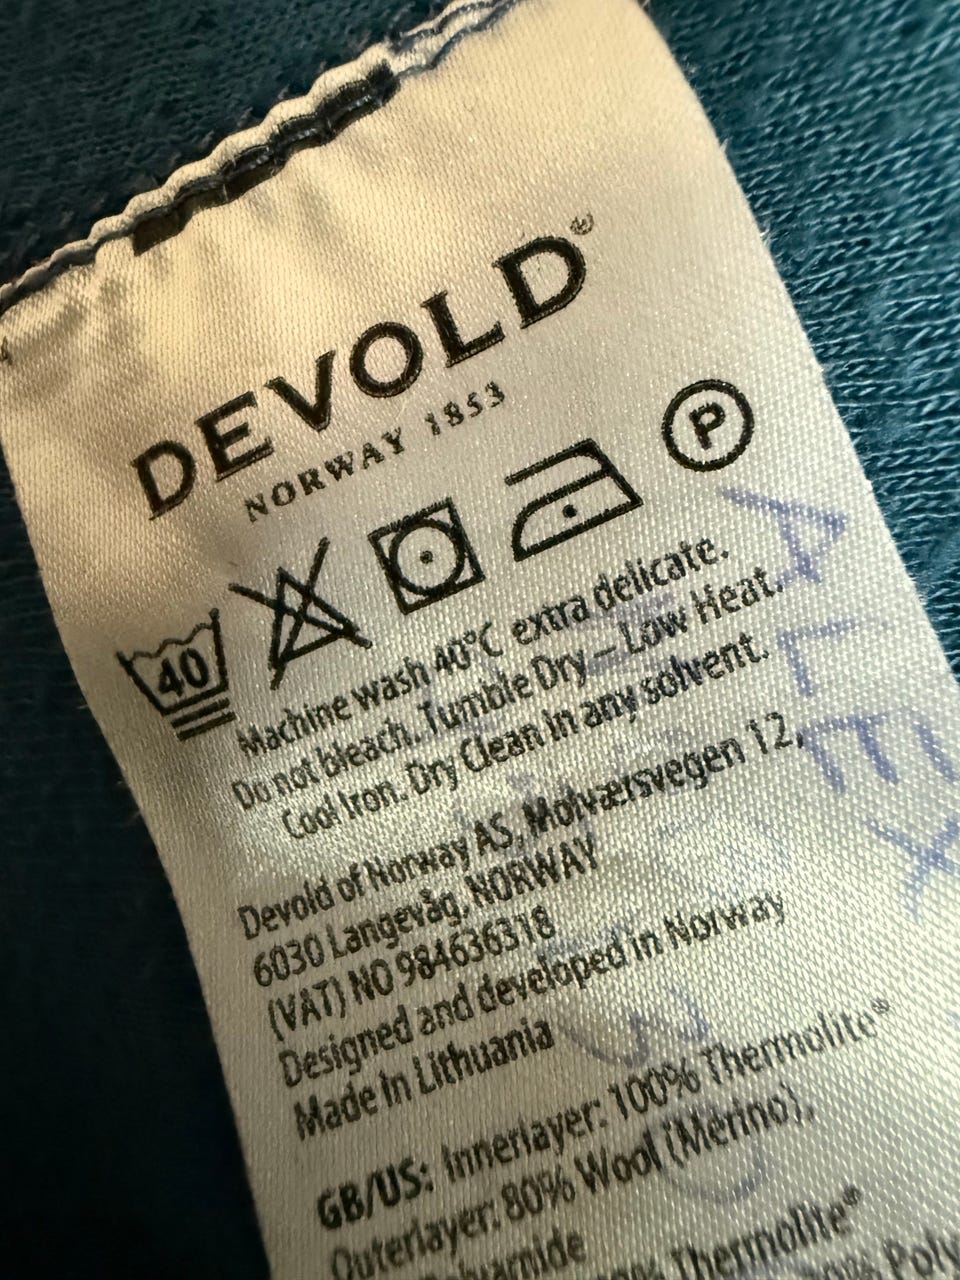 DEVOLD®
NORWAY 1853
40
P
Machine wash 40°C extra delicate.
Do not bleach. Tumble Dry – Low Heat.
Cool Iron. Dry Clean in any solvent.
Devold of Norway AS, Molværsvegen 12,
6030 Langevåg, NORWAY
(VAT) NO 984636318
Designed and developed in Norway
Made in Lithuania
GB/US: Innerlayer: 100% Thermolite®
Outerlayer: 80% Wool (Merino),
Thermolite®
ALEX